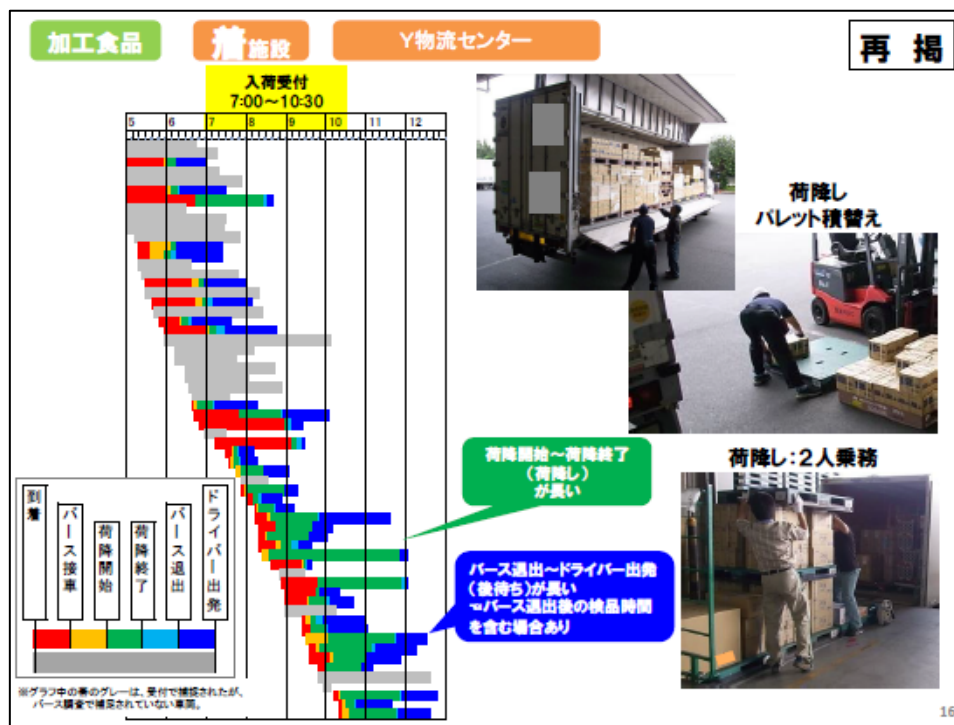 加工食品
着施設
Y物流センター
再 掲
入荷受付
7:00～10:30
5 6 7 8 9 10 11 12
荷降し
パレット積替え
荷降し：2人乗務
荷降開始～荷降終了
（荷降し）
が長い
バース退出～ドライバー出発
（後待ち）が長い
バース退出後の検品時間
を含む場合あり
到着
バース接車
荷降開始
荷降終了
バース退出
ドライバー出発
※グラフ中の帯のグレーは、受付で捕捉されたが、
バース調査で補足されていない車両。
16